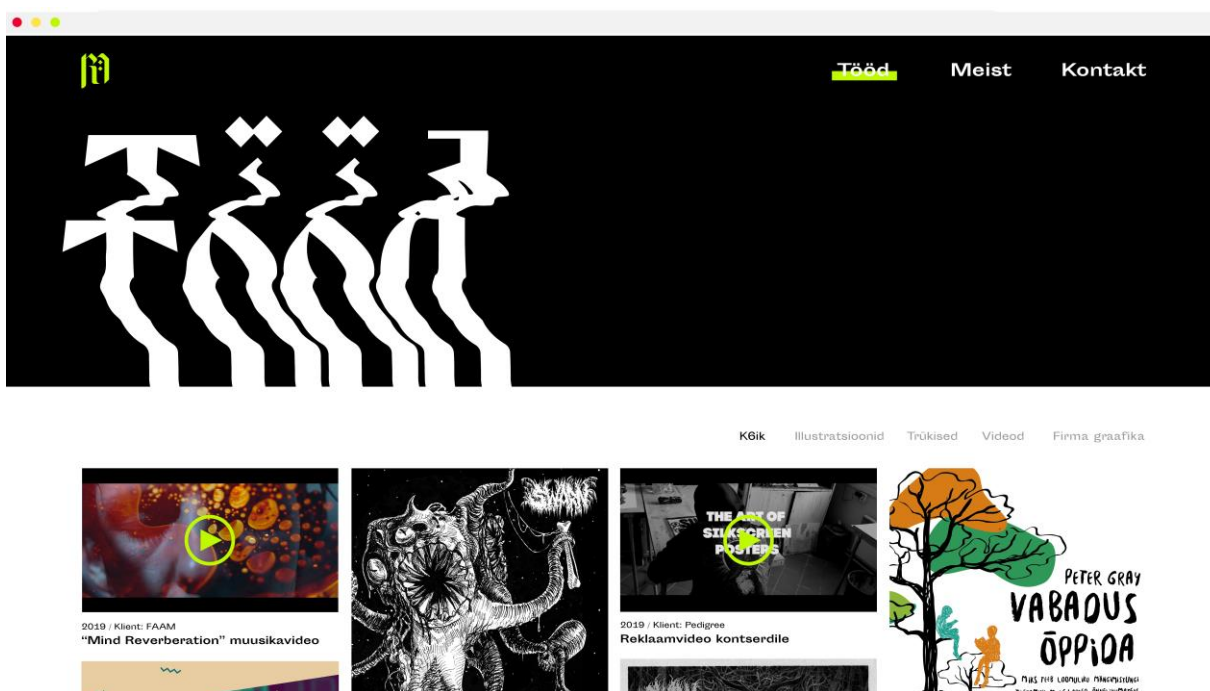 Tööd
Meist
Kontakt
Tööd
K6ik
Illustratsioonid
Trükised
Videod
Firma graafika
THE ART OF
SILKSCREEN
POSTERS
SWARN
PETER GRAY
VABADUS
ÕPPiDA
2019 / Klient: FAAM
“Mind Reverberation” muusikavideo
2019 / Klient: Pedigree
Reklaamvideo kontserdile